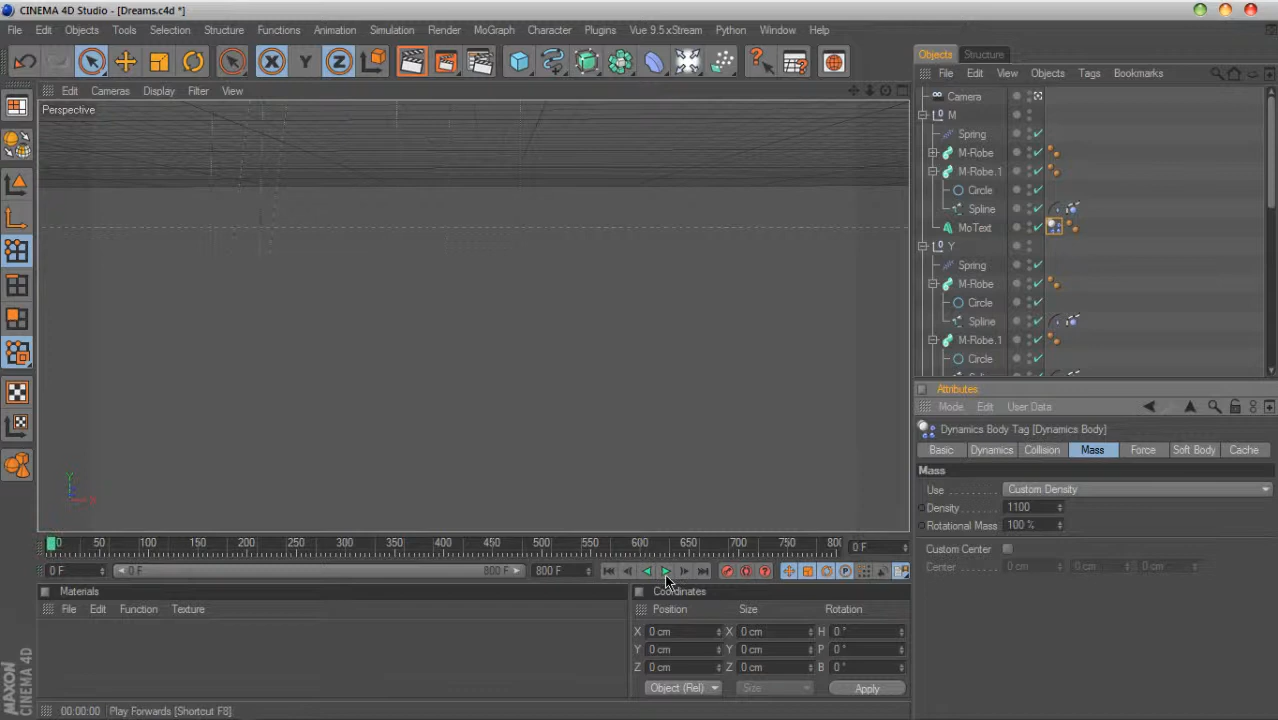 CINEMA 4D Studio - [Dreams.c4d *]
File Edit Objects Tools Selection Structure Functions Animation Simulation Render MoGraph Character Plugins Vue 9.5 xStream Python Window Help
Objects Structure
File Edit View Objects Tags Bookmarks
Edit Cameras Display Filter View
Perspective
Camera
M
Spring
M-Robe
M-Robe.1
Circle
Spline
MoText
Y
Spring
M-Robe
Circle
Spline
M-Robe.1
Circle
Attributes
Mode Edit User Data
Dynamics Body Tag [Dynamics Body]
Basic Dynamics Collision Mass Force Soft Body Cache
Mass
Use Custom Density
Density 1100
Rotational Mass 100 %
Custom Center
Center 0 cm 0 cm 0 cm
Y
0 50 100 150 200 250 300 350 400 450 500 550 600 650 700 750 800 0 F
0 F 0 F 800 F 800 F
Materials
File Edit Function Texture
Coordinates
Position Size Rotation
X 0 cm X 0 cm H 0 °
Y 0 cm Y 0 cm P 0 °
Z 0 cm Z 0 cm B 0 °
Object (Rel) Size Apply
MAXON CINEMA 4D
00:00:00 Play Forwards [Shortcut F8]